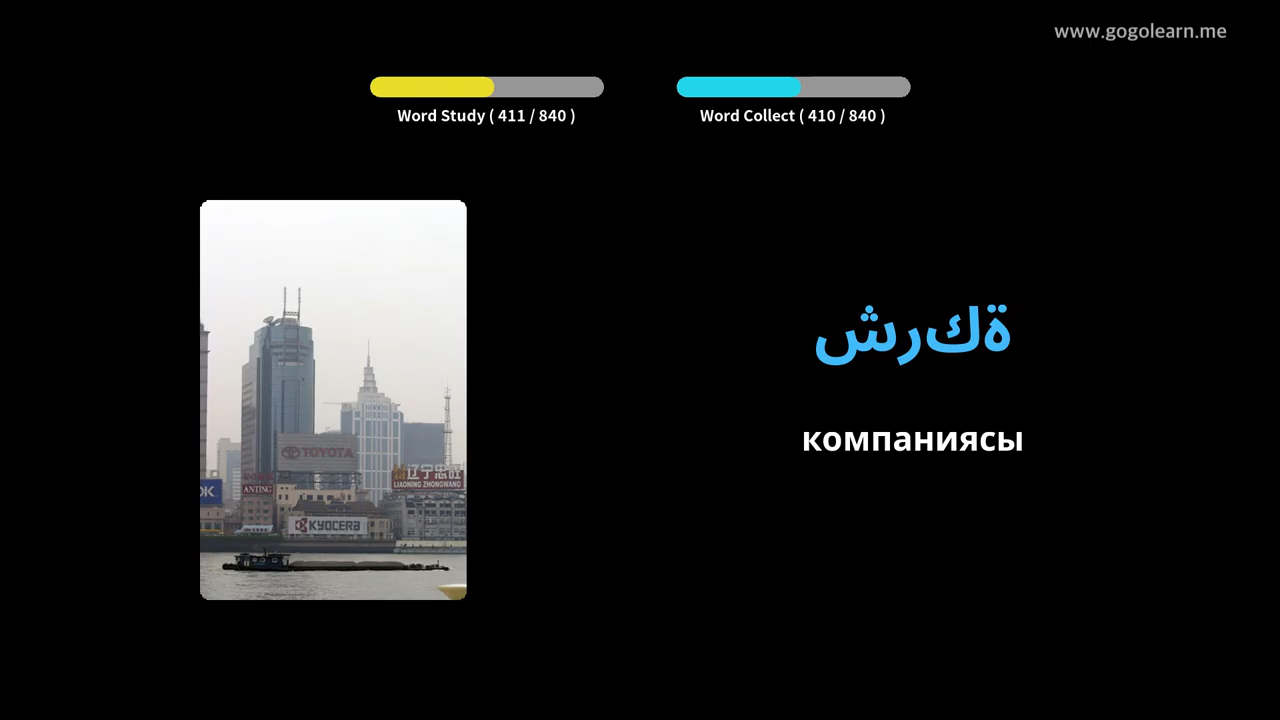 www.gogolearn.me
Word Study ( 411 / 840 )
Word Collect ( 410 / 840 )
شركة
компаниясы
TOYOTA
辽宁忠旺
LIAONING ZHONGWANG
ANTING
KYOCERA